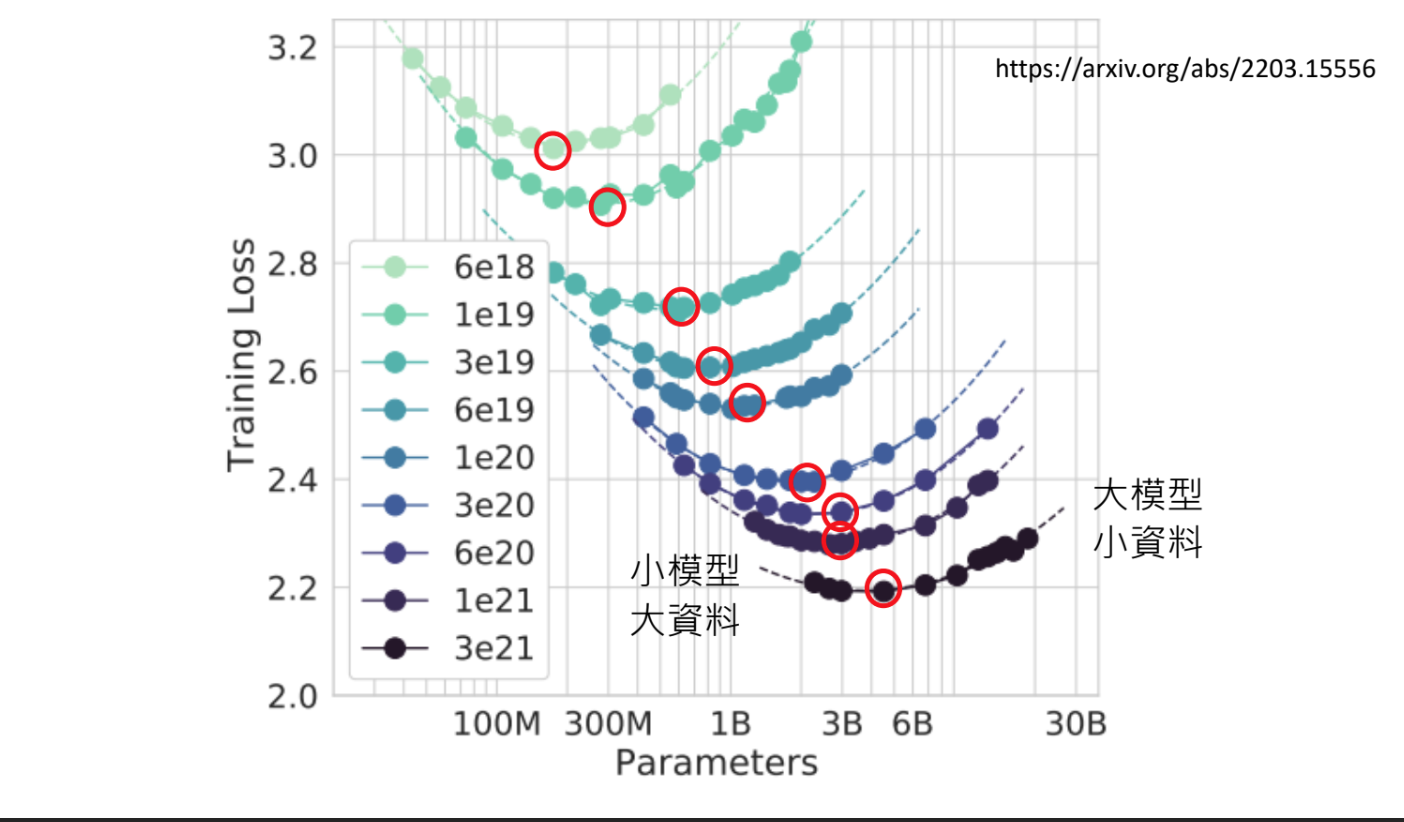 https://arxiv.org/abs/2203.15556
3.2
3.0
2.8
2.6
2.4
2.2
2.0
Training Loss
6e18
1e19
3e19
6e19
1e20
3e20
6e20
1e21
3e21
大模型
小資料
小模型
大資料
100M 300M 1B 3B 6B 30B
Parameters